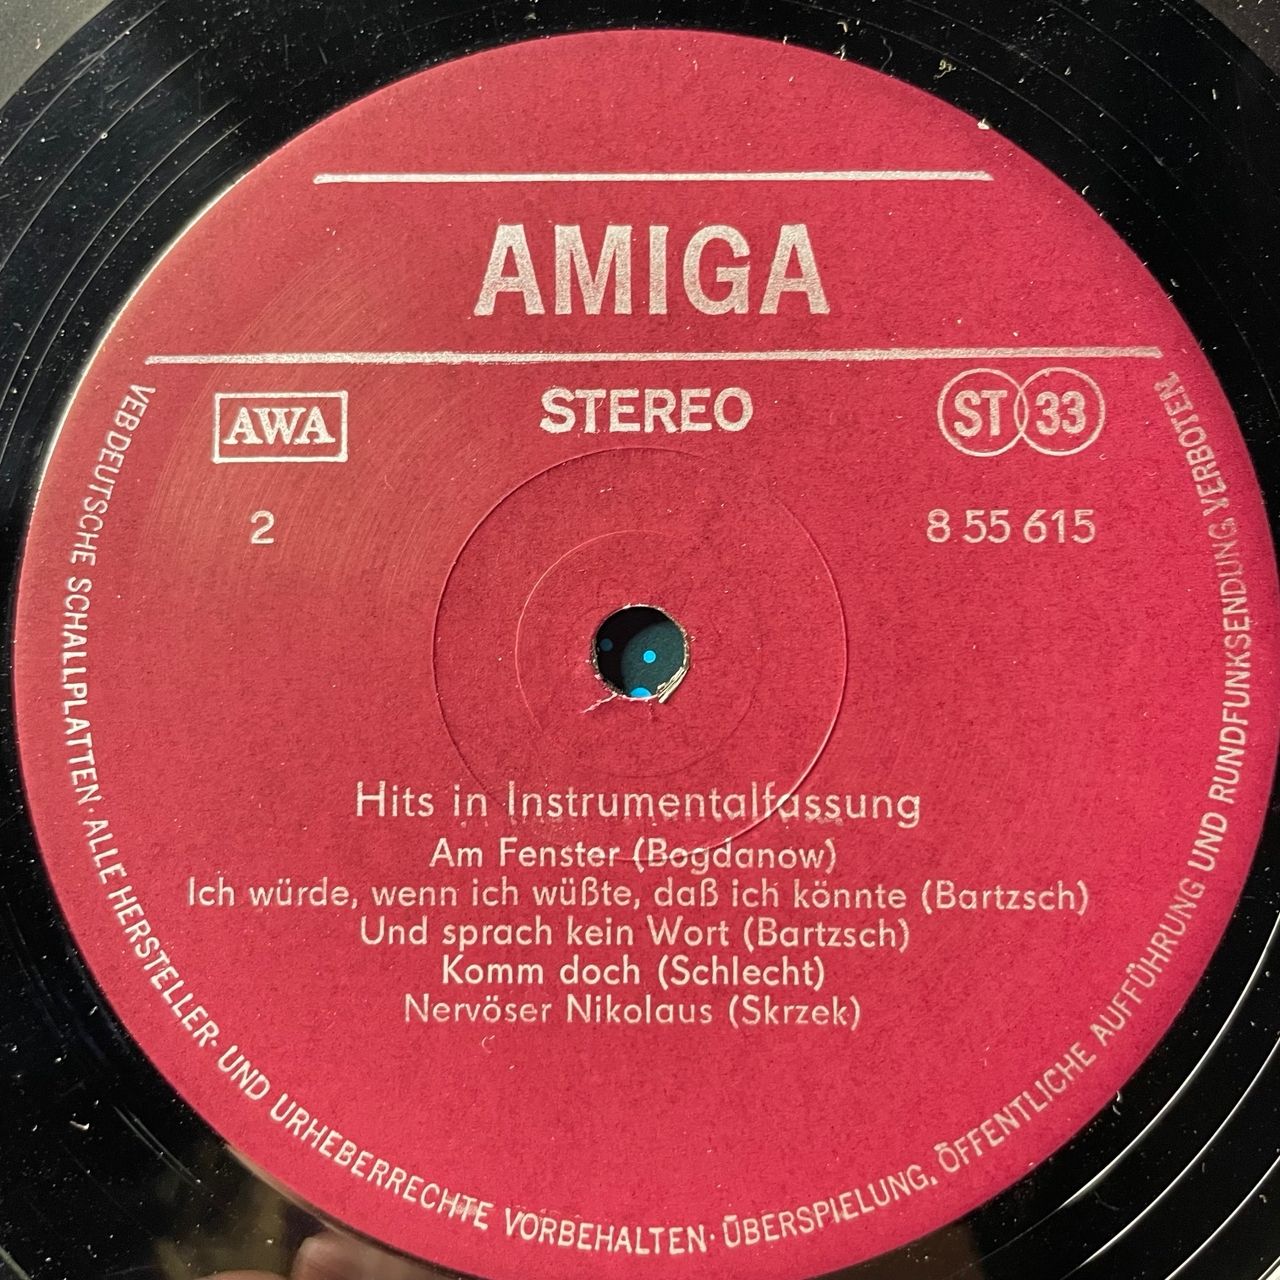 AMIGA
AWA
STEREO
ST 33
2
8 55 615
Hits in Instrumentalfassung
Am Fenster (Bogdanow)
Ich würde, wenn ich wüßte, daß ich könnte (Bartzsch)
Und sprach kein Wort (Bartzsch)
Komm doch (Schlecht)
Nervöser Nikolaus (Skrzek)
VEB DEUTSCHE SCHALLPLATTEN · ALLE HERSTELLER- UND URHEBERRECHTE VORBEHALTEN · ÜBERSPIELUNG, ÖFFENTLICHE AUFFÜHRUNG UND RUNDFUNKSENDUNG VERBOTEN